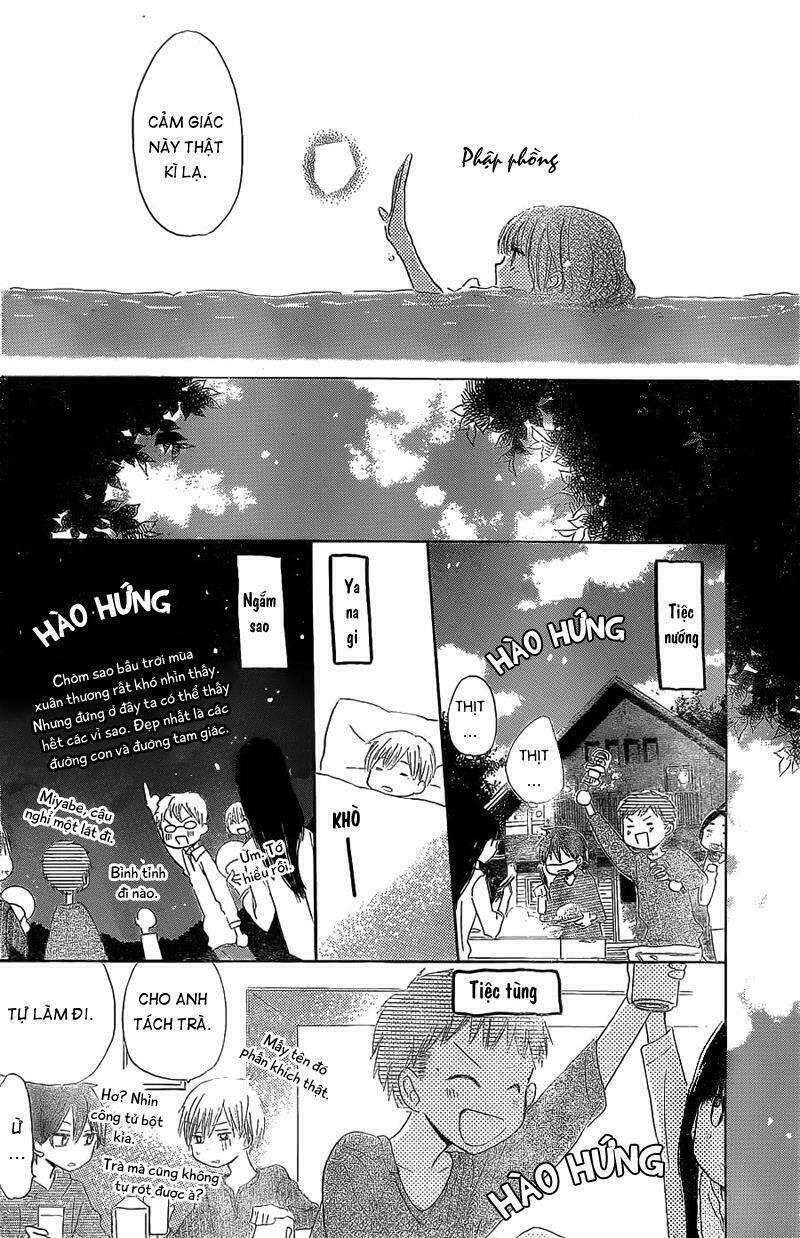 CẢM GIÁC
NÀY THẬT
KÌ LẠ.
Phập phồng
Tiệc
nướng
HÀO HỨNG
THỊT
...
THỊT
...
Ya
na
gi
KHÒ
Ngắm
sao
HÀO HỨNG
Chòm sao bầu trời mùa
xuân thương rất khó nhìn thấy.
Nhưng đứng ở đây ta có thể thấy
hết các vì sao. Đẹp nhất là các
đường con và đường tam giác.
Miyabe, cậu
nghỉ một lát đi.
Bình tĩnh
đi nào.
Ừm. Tớ
hiểu rồi.
Tiệc tùng
Mấy tên đó
phấn khích thật.
HÀO HỨNG
CHO ANH
TÁCH TRÀ.
TỰ LÀM ĐI.
Ho? Nhìn
công tử bột
kìa.
Trà mà cũng không
tự rót được à?
Ừ
...